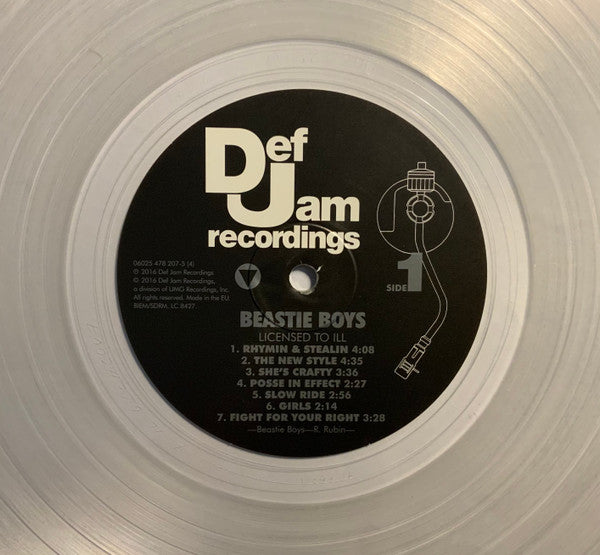 Def
Jam
recordings
06025 478 207-5 (4)
℗ 2016 Def Jam Recordings
© 2016 Def Jam Recordings,
a division of UMG Recordings, Inc.
All rights reserved. Made in the EU.
BIEM/SDRM, LC 8427
SIDE 1
BEASTIE BOYS
LICENSED TO ILL
1. RHYMIN & STEALIN 4:08
2. THE NEW STYLE 4:35
3. SHE'S CRAFTY 3:36
4. POSSE IN EFFECT 2:27
5. SLOW RIDE 2:56
6. GIRLS 2:14
7. FIGHT FOR YOUR RIGHT 3:28
—Beastie Boys—R. Rubin—